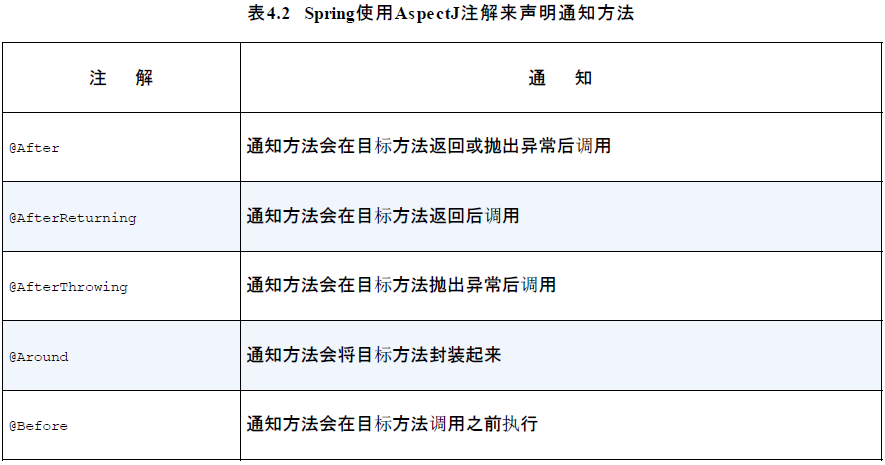 表4.2 Spring使用AspectJ注解来声明通知方法
注 解 通 知
@After 通知方法会在目标方法返回或抛出异常后调用
@AfterReturning 通知方法会在目标方法返回后调用
@AfterThrowing 通知方法会在目标方法抛出异常后调用
@Around 通知方法会将目标方法封装起来
@Before 通知方法会在目标方法调用之前执行